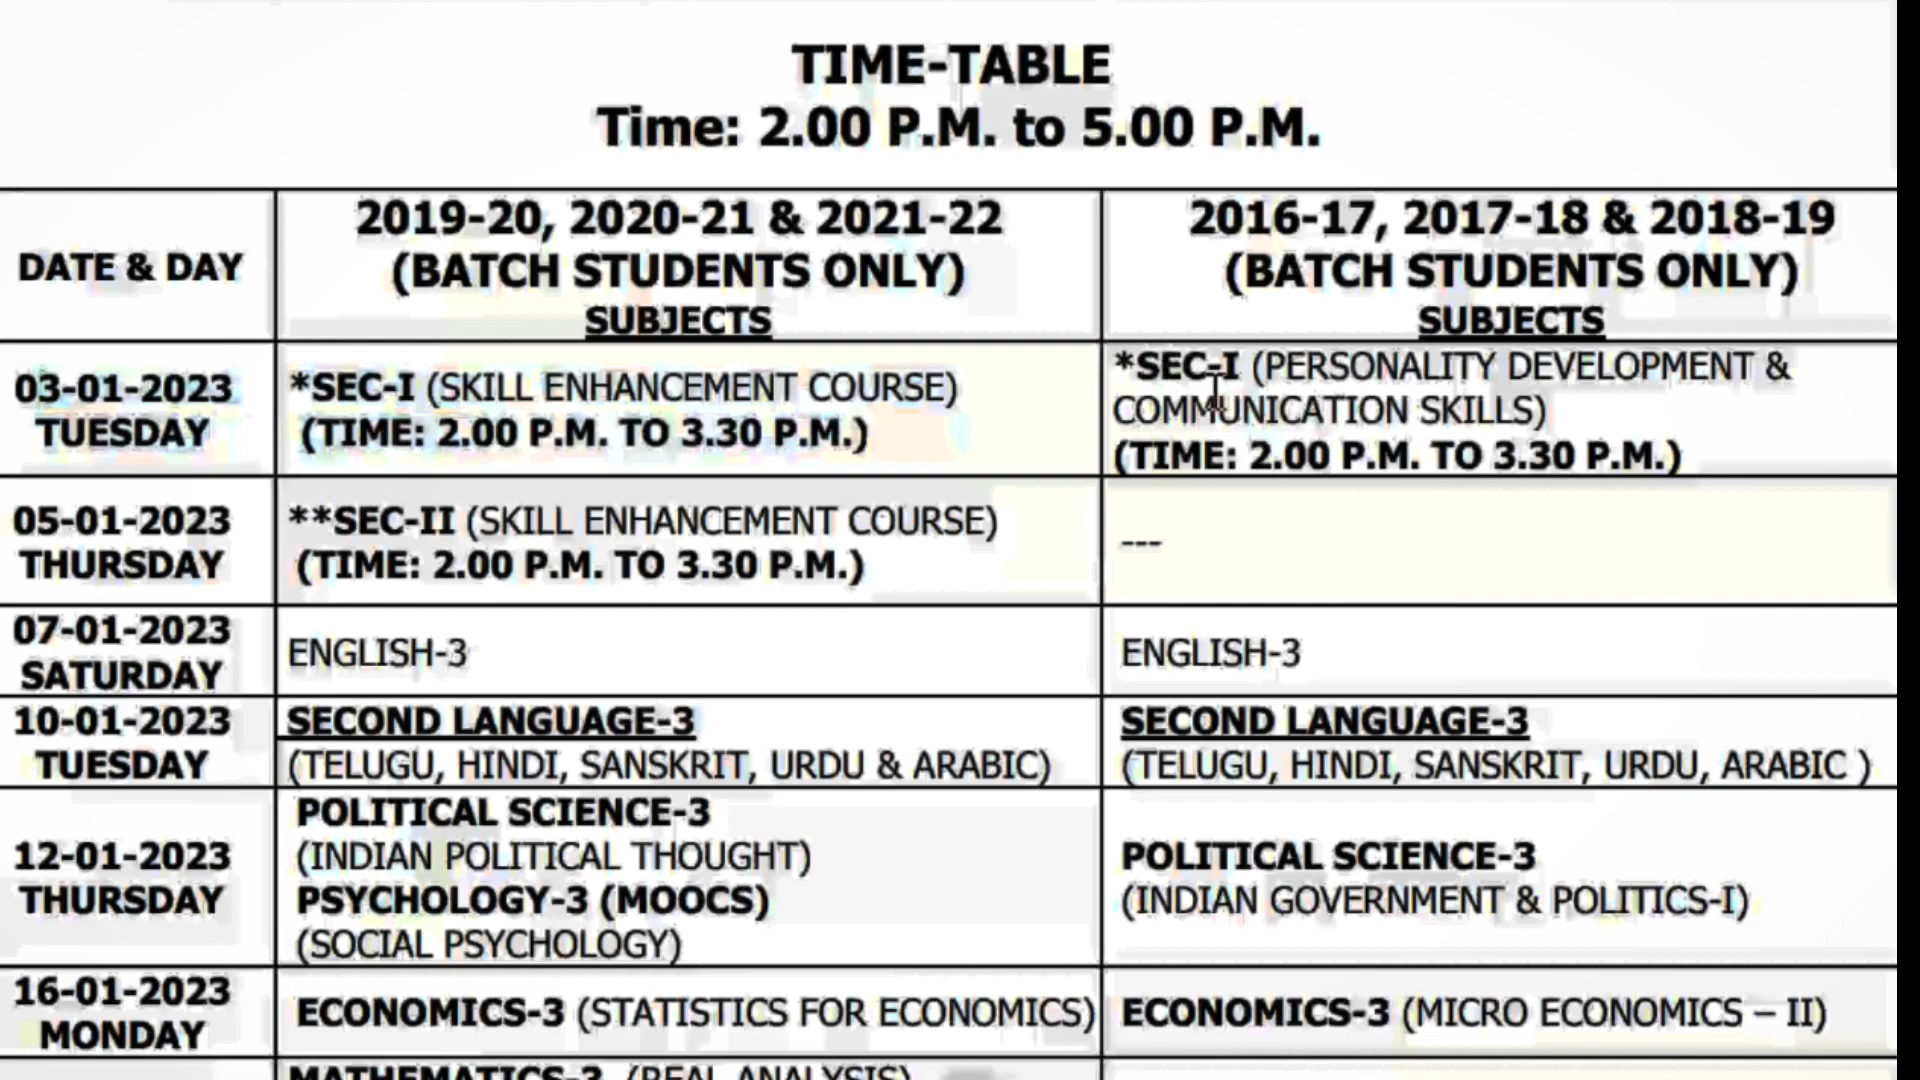 TIME-TABLE
Time: 2.00 P.M. to 5.00 P.M.
DATE & DAY
2019-20, 2020-21 & 2021-22
(BATCH STUDENTS ONLY)
SUBJECTS
2016-17, 2017-18 & 2018-19
(BATCH STUDENTS ONLY)
SUBJECTS
03-01-2023
TUESDAY
*SEC-I (SKILL ENHANCEMENT COURSE)
(TIME: 2.00 P.M. TO 3.30 P.M.)
*SEC-I (PERSONALITY DEVELOPMENT &
COMMUNICATION SKILLS)
(TIME: 2.00 P.M. TO 3.30 P.M.)
05-01-2023
THURSDAY
**SEC-II (SKILL ENHANCEMENT COURSE)
(TIME: 2.00 P.M. TO 3.30 P.M.)
---
07-01-2023
SATURDAY
ENGLISH-3
ENGLISH-3
10-01-2023
TUESDAY
SECOND LANGUAGE-3
(TELUGU, HINDI, SANSKRIT, URDU & ARABIC)
SECOND LANGUAGE-3
(TELUGU, HINDI, SANSKRIT, URDU, ARABIC )
12-01-2023
THURSDAY
POLITICAL SCIENCE-3
(INDIAN POLITICAL THOUGHT)
PSYCHOLOGY-3 (MOOCS)
(SOCIAL PSYCHOLOGY)
POLITICAL SCIENCE-3
(INDIAN GOVERNMENT & POLITICS-I)
16-01-2023
MONDAY
ECONOMICS-3 (STATISTICS FOR ECONOMICS)
ECONOMICS-3 (MICRO ECONOMICS – II)
MATHEMATICS-3 (REAL ANALYSIS)